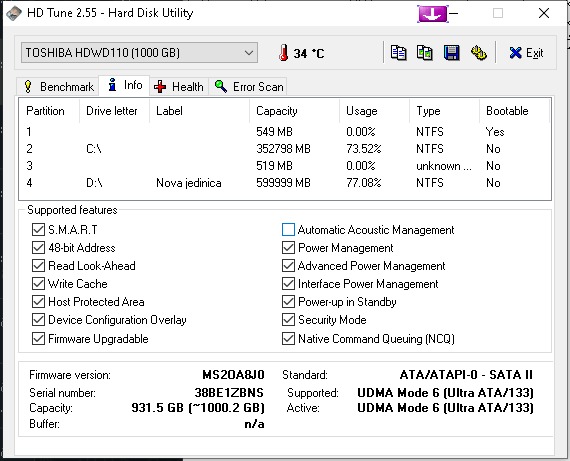 HD Tune 2.55 - Hard Disk Utility
TOSHIBA HDWD110 (1000 GB)
34 °C
Exit
Benchmark Info Health Error Scan
Partition Drive letter Label Capacity Usage Type Bootable
1 549 MB 0.00% NTFS Yes
2 C:\ 352798 MB 73.52% NTFS No
3 519 MB 0.00% unknown ... No
4 D:\ Nova jedinica 599999 MB 77.08% NTFS No
Supported features
S.M.A.R.T Automatic Acoustic Management
48-bit Address Power Management
Read Look-Ahead Advanced Power Management
Write Cache Interface Power Management
Host Protected Area Power-up in Standby
Device Configuration Overlay Security Mode
Firmware Upgradable Native Command Queuing (NCQ)
Firmware version: MS2OA8J0 Standard: ATA/ATAPI-0 - SATA II
Serial number: 38BE1ZBNS Supported: UDMA Mode 6 (Ultra ATA/133)
Capacity: 931.5 GB (~1000.2 GB) Active: UDMA Mode 6 (Ultra ATA/133)
Buffer: n/a